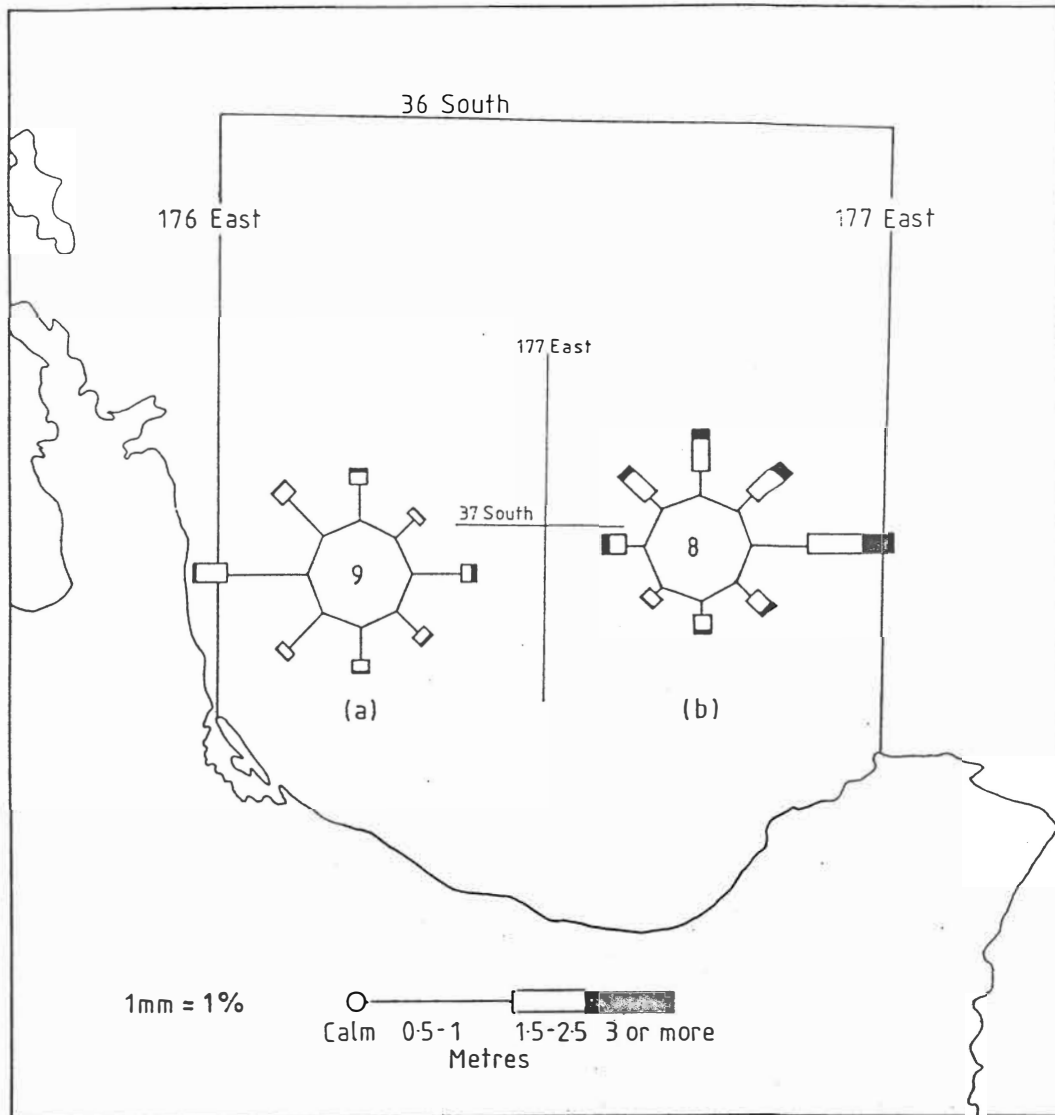 36 South
176 East
177 East
177 East
37 South
8
9
(a)
(b)
1mm = 1%
Calm 0·5-1 1·5-2·5 3 or more
Metres